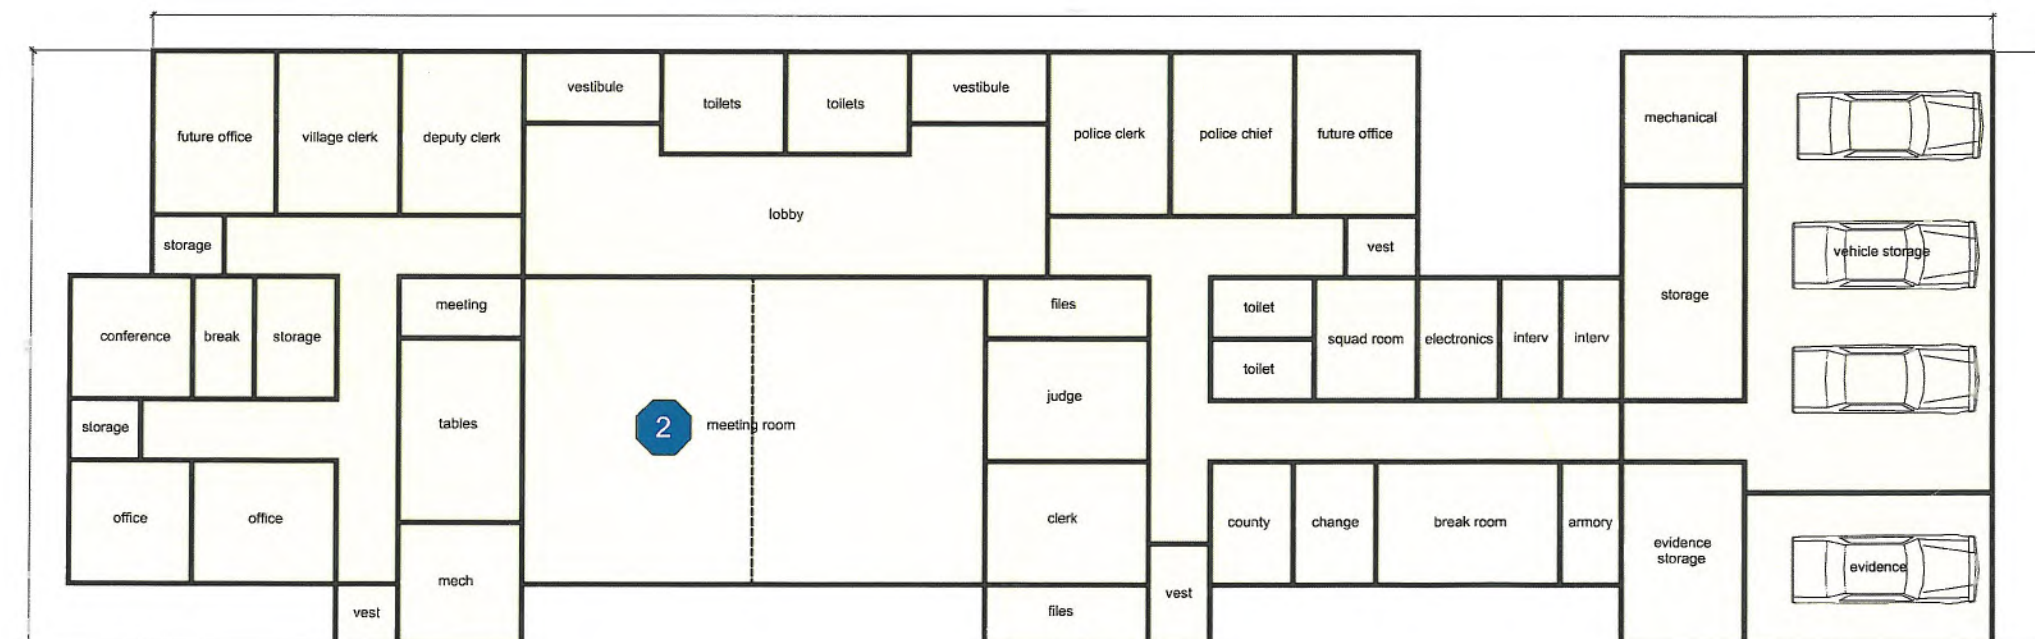 vestibule
vestibule
toilets
toilets
future office
village clerk
deputy clerk
police clerk
police chief
future office
mechanical
lobby
storage
vest
vehicle storage
meeting
files
toilet
storage
conference
break
storage
squad room
electronics
interv
interv
toilet
judge
storage
tables
2
meeting room
office
office
clerk
county
change
break room
armory
evidence
storage
evidence
mech
vest
files
vest